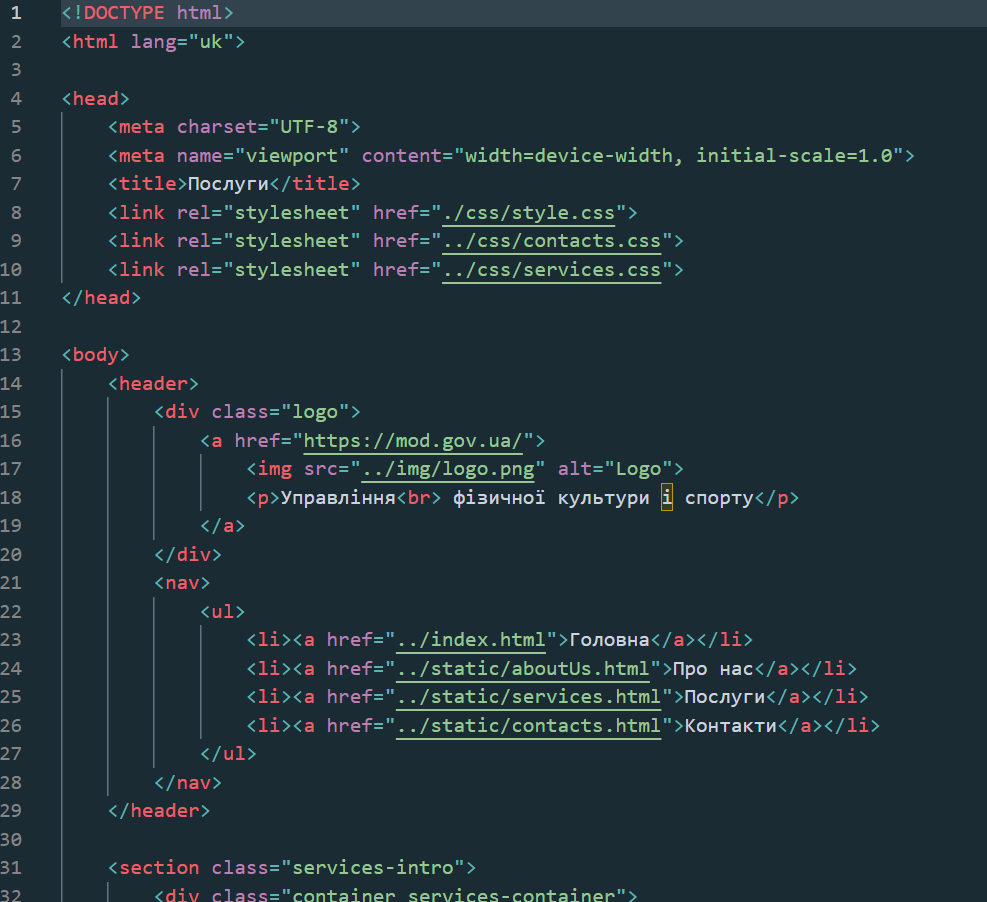 1 <!DOCTYPE html>
2 <html lang="uk">
3
4 <head>
5     <meta charset="UTF-8">
6     <meta name="viewport" content="width=device-width, initial-scale=1.0">
7     <title>Послуги</title>
8     <link rel="stylesheet" href="./css/style.css">
9     <link rel="stylesheet" href="../css/contacts.css">
10     <link rel="stylesheet" href="../css/services.css">
11 </head>
12
13 <body>
14     <header>
15         <div class="logo">
16             <a href="https://mod.gov.ua/">
17                 <img src="../img/logo.png" alt="Logo">
18                 <p>Управління<br> фізичної культури і спорту</p>
19             </a>
20         </div>
21         <nav>
22             <ul>
23                 <li><a href="../index.html">Головна</a></li>
24                 <li><a href="../static/aboutUs.html">Про нас</a></li>
25                 <li><a href="../static/services.html">Послуги</a></li>
26                 <li><a href="../static/contacts.html">Контакти</a></li>
27             </ul>
28         </nav>
29     </header>
30
31     <section class="services-intro">
32         <div class="container services-container">